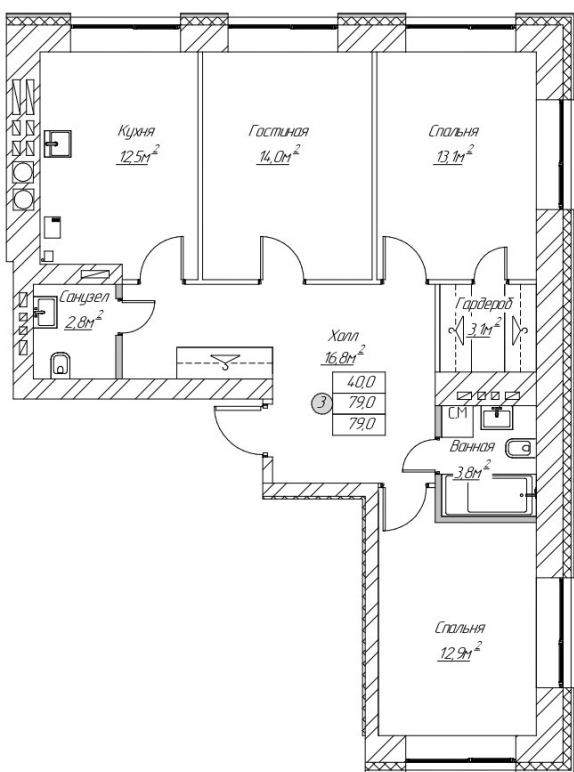 Кухня
12,5м²
Гостиная
14,0м²
Спальня
13,1м²
Санузел
2,8м²
Гардероб
3,1м²
Холл
16,8м²
3
40,0
79,0
79,0
С.М
Ванная
3,8м²
Спальня
12,9м²